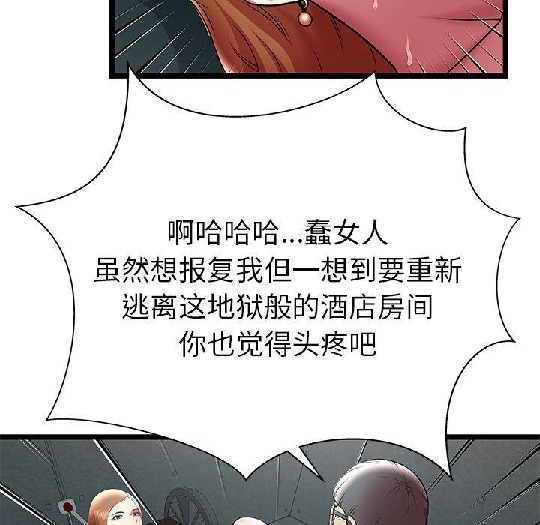 啊哈哈哈...蠢女人
虽然想报复我但一想到要重新
逃离这地狱般的酒店房间
你也觉得头疼吧